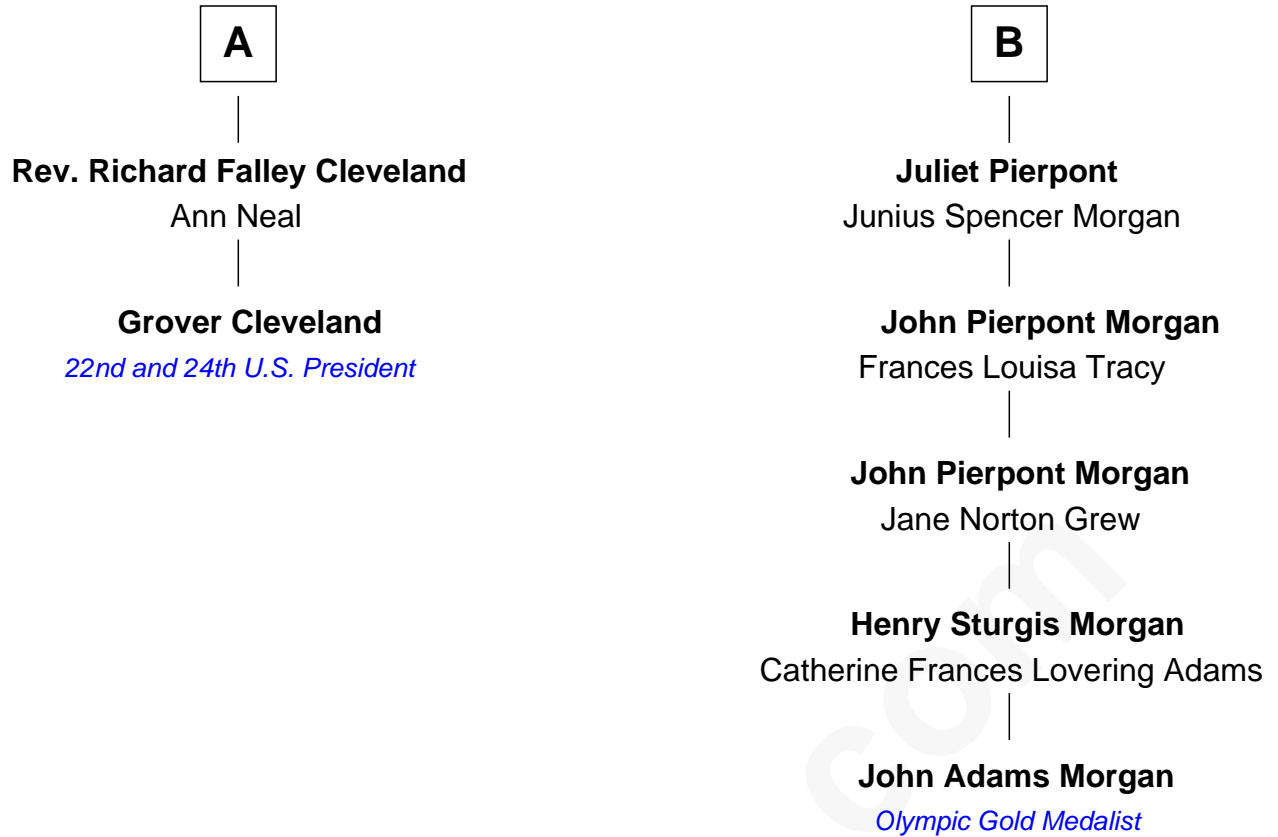 A
Rev. Richard Falley Cleveland
Ann Neal
Grover Cleveland
22nd and 24th U.S. President
B
Juliet Pierpont
Junius Spencer Morgan
John Pierpont Morgan
Frances Louisa Tracy
John Pierpont Morgan
Jane Norton Grew
Henry Sturgis Morgan
Catherine Frances Lovering Adams
John Adams Morgan
Olympic Gold Medalist
com